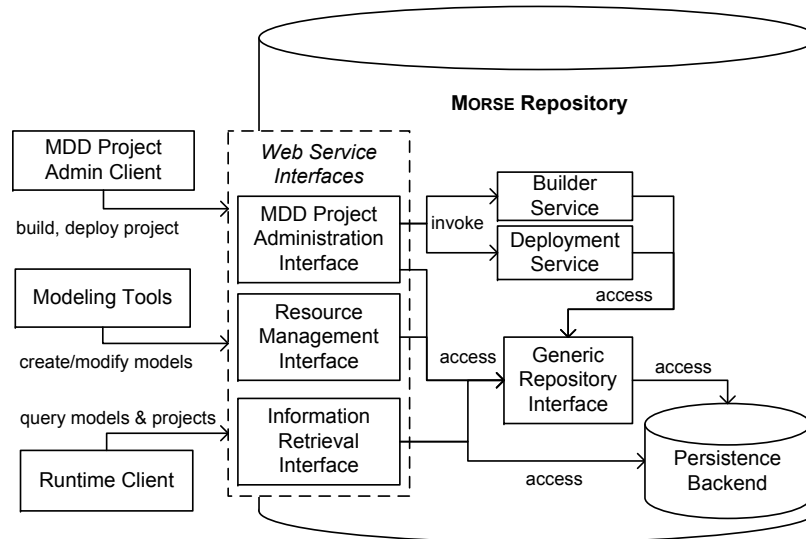 MORSE Repository
MDD Project
Admin Client
build, deploy project
Modeling Tools
create/modify models
query models & projects
Runtime Client
Web Service
Interfaces
MDD Project
Administration
Interface
Resource
Management
Interface
Information
Retrieval
Interface
invoke
Builder
Service
Deployment
Service
access
access
Generic
Repository
Interface
access
access
Persistence
Backend